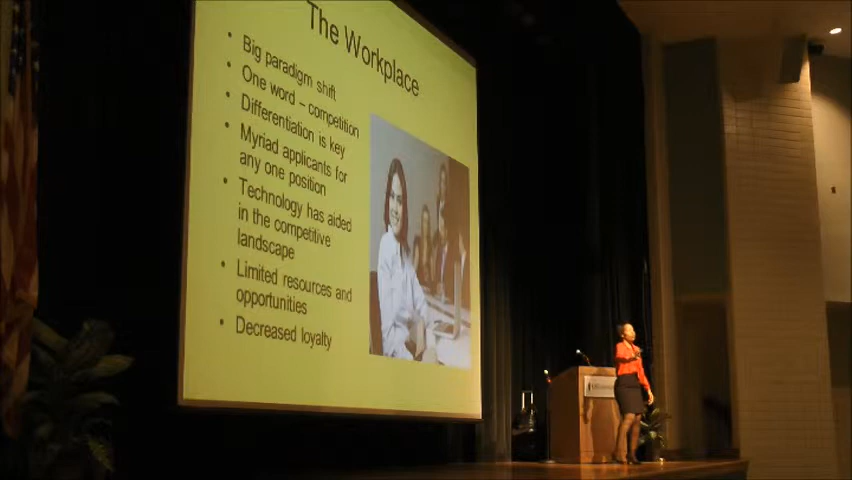 The Workplace
• Big paradigm shift
• One word – competition
• Differentiation is key
• Myriad applicants for
any one position
• Technology has aided
in the competitive
landscape
• Limited resources and
opportunities
• Decreased loyalty